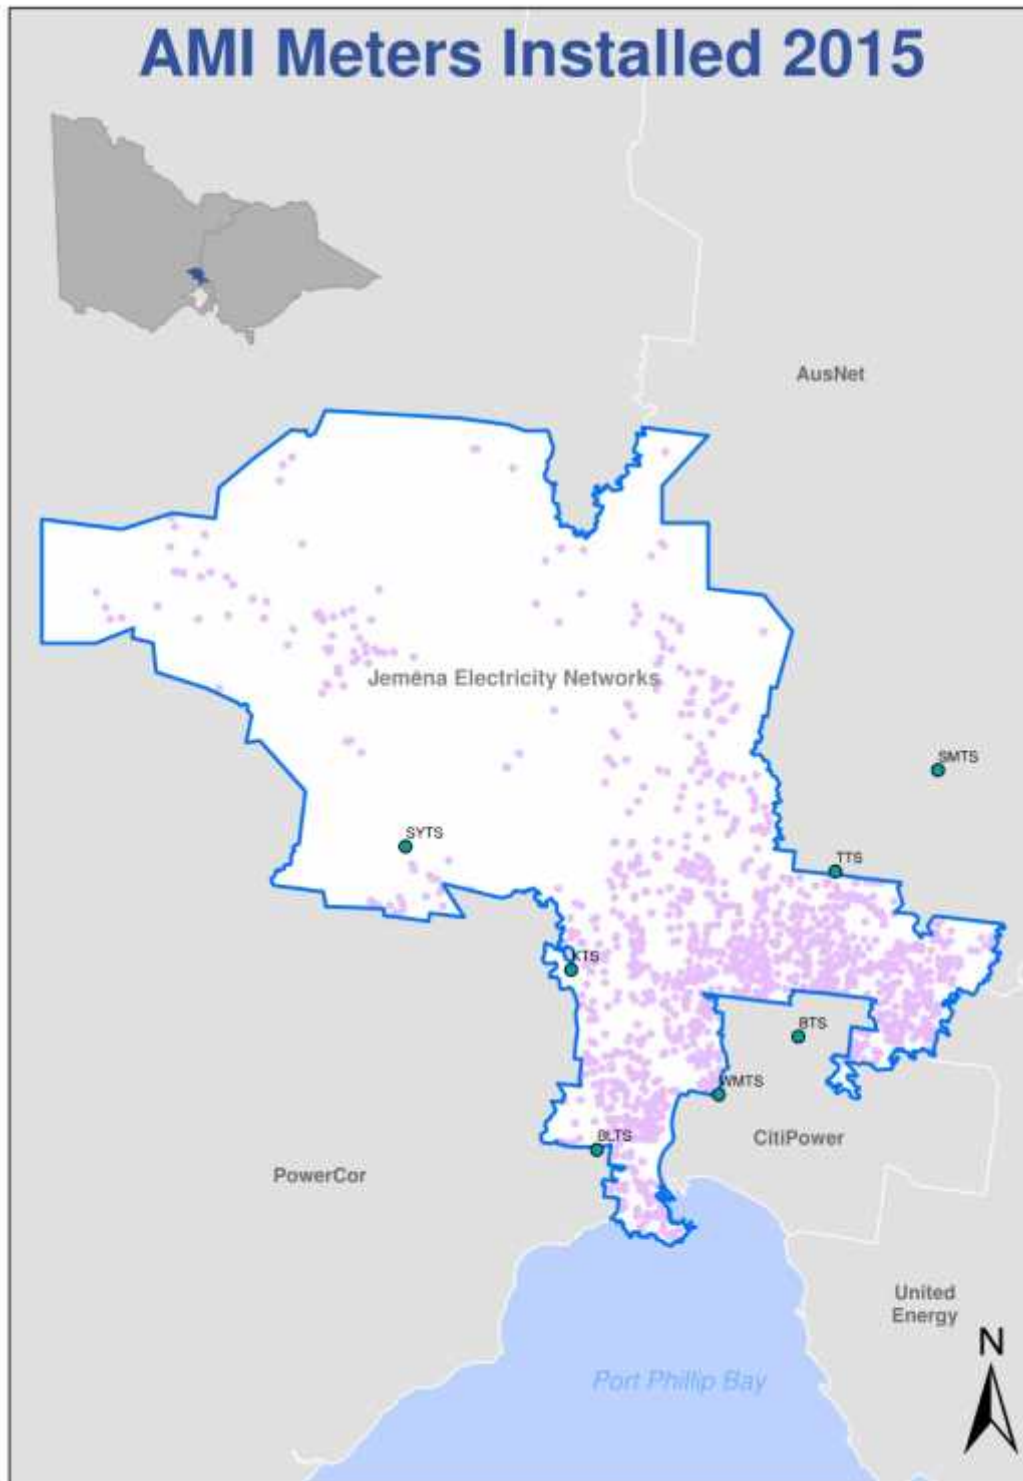 AMI Meters Installed 2015
AusNet
Jemena Electricity Networks
SMTS
SYTS
TTS
KTS
BTS
WMTS
CitiPower
BLTS
PowerCor
United
Energy
N
Port Phillip Bay